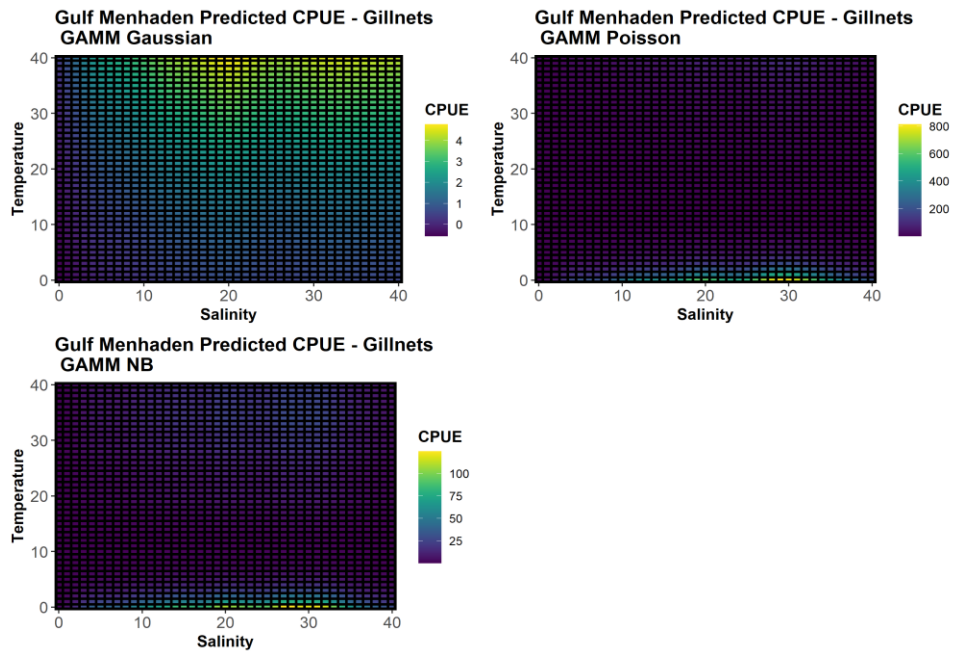 Gulf Menhaden Predicted CPUE - Gillnets
GAMM Gaussian
40
30
20
10
0
Temperature
0 10 20 30 40
Salinity
CPUE
4
3
2
1
0
Gulf Menhaden Predicted CPUE - Gillnets
GAMM Poisson
40
30
20
10
0
Temperature
0 10 20 30 40
Salinity
CPUE
800
600
400
200
Gulf Menhaden Predicted CPUE - Gillnets
GAMM NB
40
30
20
10
0
Temperature
0 10 20 30 40
Salinity
CPUE
100
75
50
25